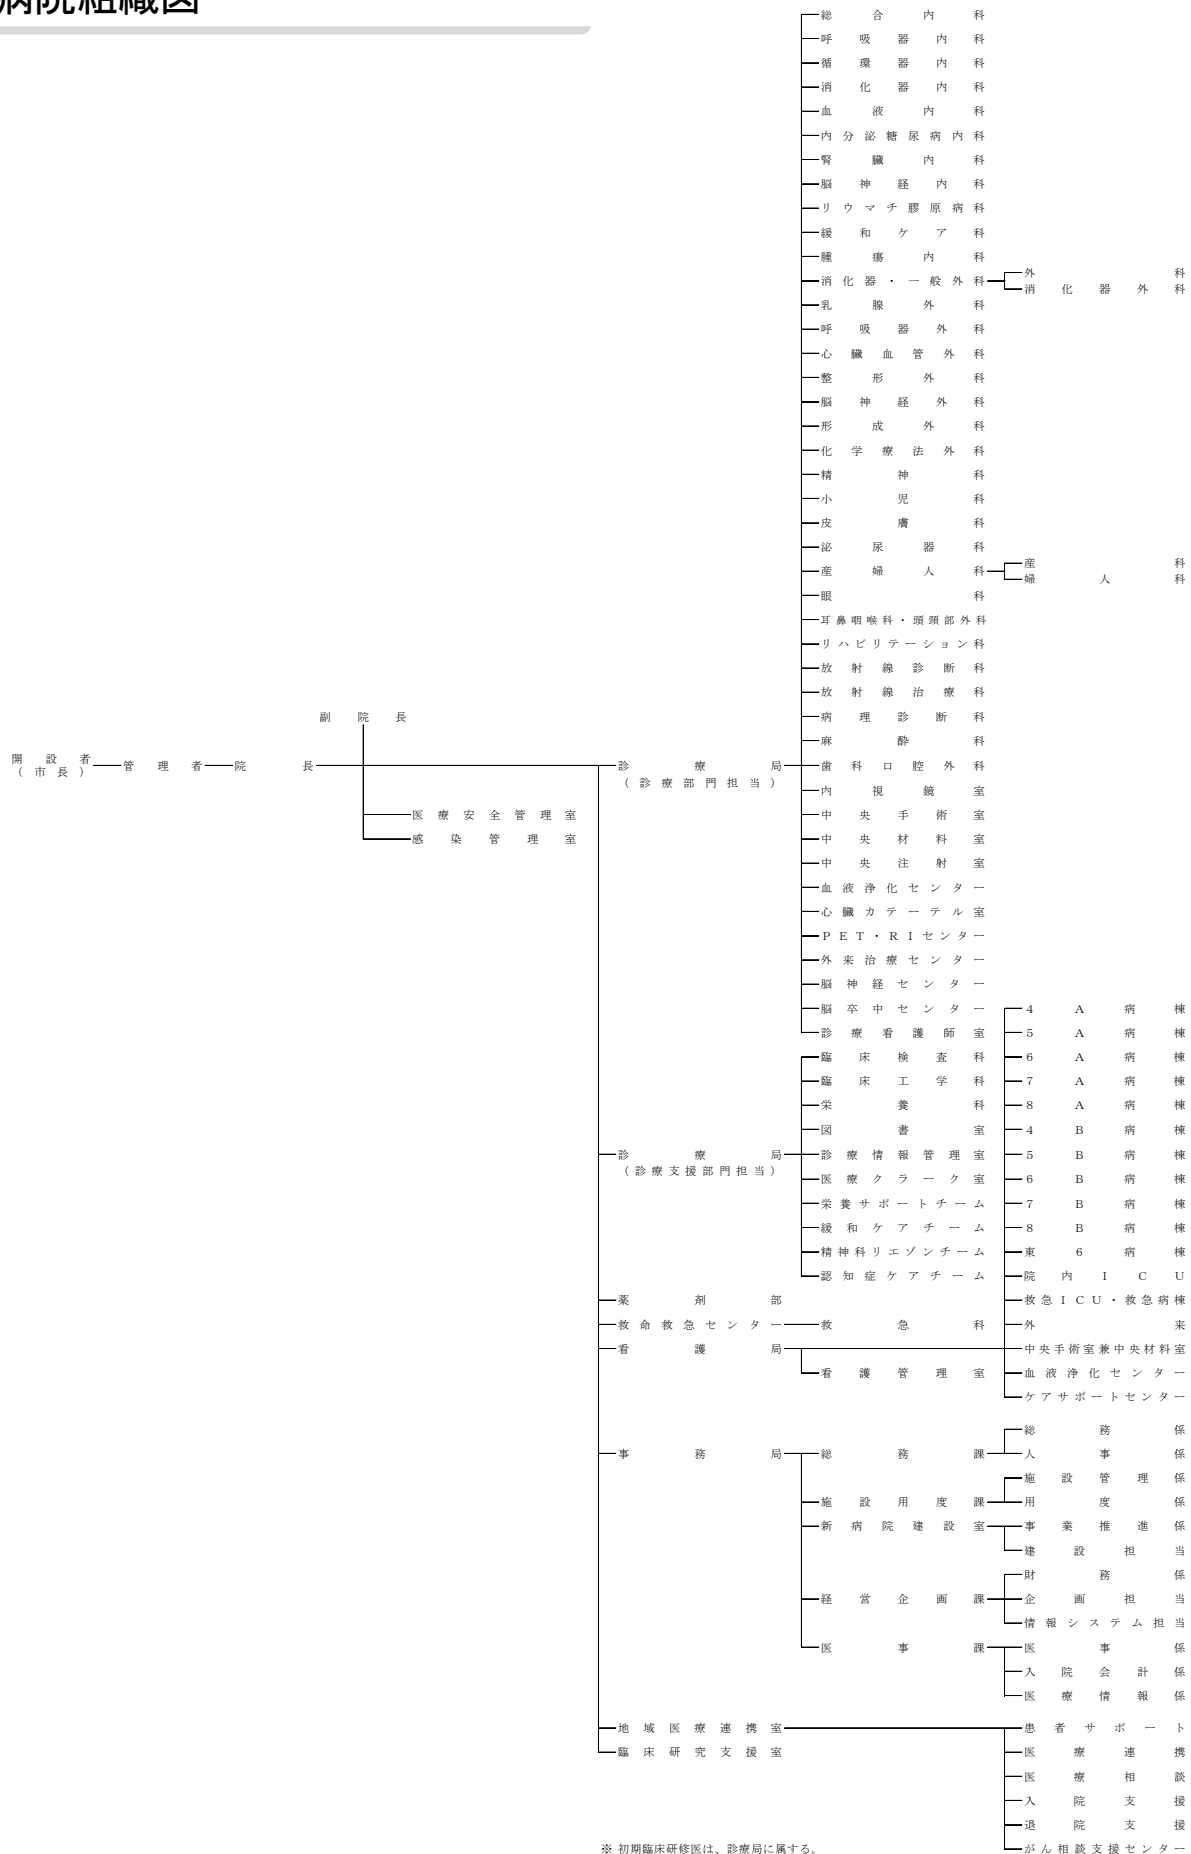 病院組織図
総合内科
呼吸器内科
循環器内科
消化器内科
血液内科
内分泌糖尿病内科
腎臓内科
脳神経内科
リウマチ膠原病科
緩和ケア科
腫瘍内科
消化器・一般外科
外科
消化器外科
乳腺外科
呼吸器外科
心臓血管外科
整形外科
脳神経外科
形成外科
化学療法外科
精神科
小児科
皮膚科
泌尿器科
産婦人科
産科
婦人科
眼科
耳鼻咽喉科・頭頸部外科
リハビリテーション科
放射線診断科
放射線治療科
病理診断科
麻酔科
歯科口腔外科
内視鏡室
中央手術室
中央材料室
中央注射室
血液浄化センター
心臓カテーテル室
PET・RIセンター
外来治療センター
脳神経センター
脳卒中センター
診療看護師室
副院長
開設者
(市長)
管理者
院長
診療局
(診療部門担当)
医療安全管理室
感染管理室
臨床検査科
臨床工学科
栄養科
図書室
診療局
(診療支援部門担当)
診療情報管理室
医療クラーク室
栄養サポートチーム
緩和ケアチーム
精神科リエゾンチーム
認知症ケアチーム
薬剤部
救命救急センター
救急科
看護局
看護管理室
4A病棟
5A病棟
6A病棟
7A病棟
8A病棟
4B病棟
5B病棟
6B病棟
7B病棟
8B病棟
東6病棟
院内ICU
救急ICU・救急病棟
外来
中央手術室兼中央材料室
血液浄化センター
ケアサポートセンター
事務局
総務課
総務係
人事係
施設用度課
施設管理係
用度係
新病院建設室
事業推進係
建設担当
経営企画課
財務係
企画担当
情報システム担当
医事課
医事係
入院会計係
医療情報係
地域医療連携室
臨床研究支援室
患者サポート
医療連携
医療相談
入院支援
退院支援
がん相談支援センター
※ 初期臨床研修医は、診療局に属する。